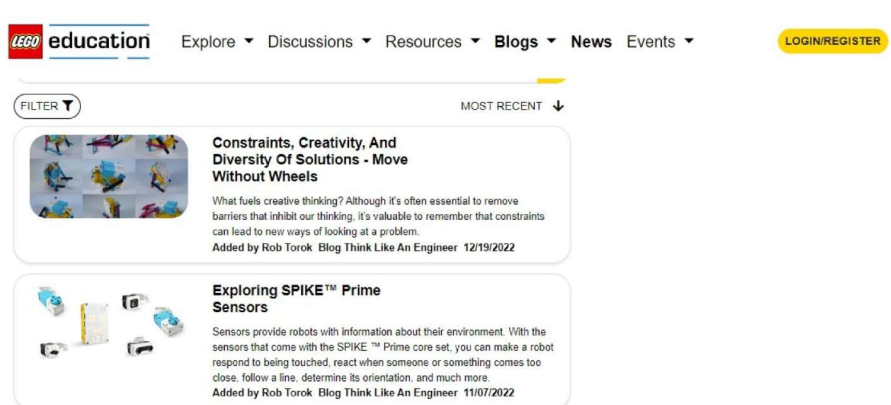 LEGO education Explore Discussions Resources Blogs News Events LOGIN/REGISTER
FILTER MOST RECENT
Constraints, Creativity, And
Diversity Of Solutions - Move
Without Wheels
What fuels creative thinking? Although it's often essential to remove
barriers that inhibit our thinking, it's valuable to remember that constraints
can lead to new ways of looking at a problem.
Added by Rob Torok Blog Think Like An Engineer 12/19/2022
Exploring SPIKE™ Prime
Sensors
Sensors provide robots with information about their environment. With the
sensors that come with the SPIKE ™ Prime core set, you can make a robot
respond to being touched, react when someone or something comes too
close, follow a line, determine its orientation, and much more.
Added by Rob Torok Blog Think Like An Engineer 11/07/2022